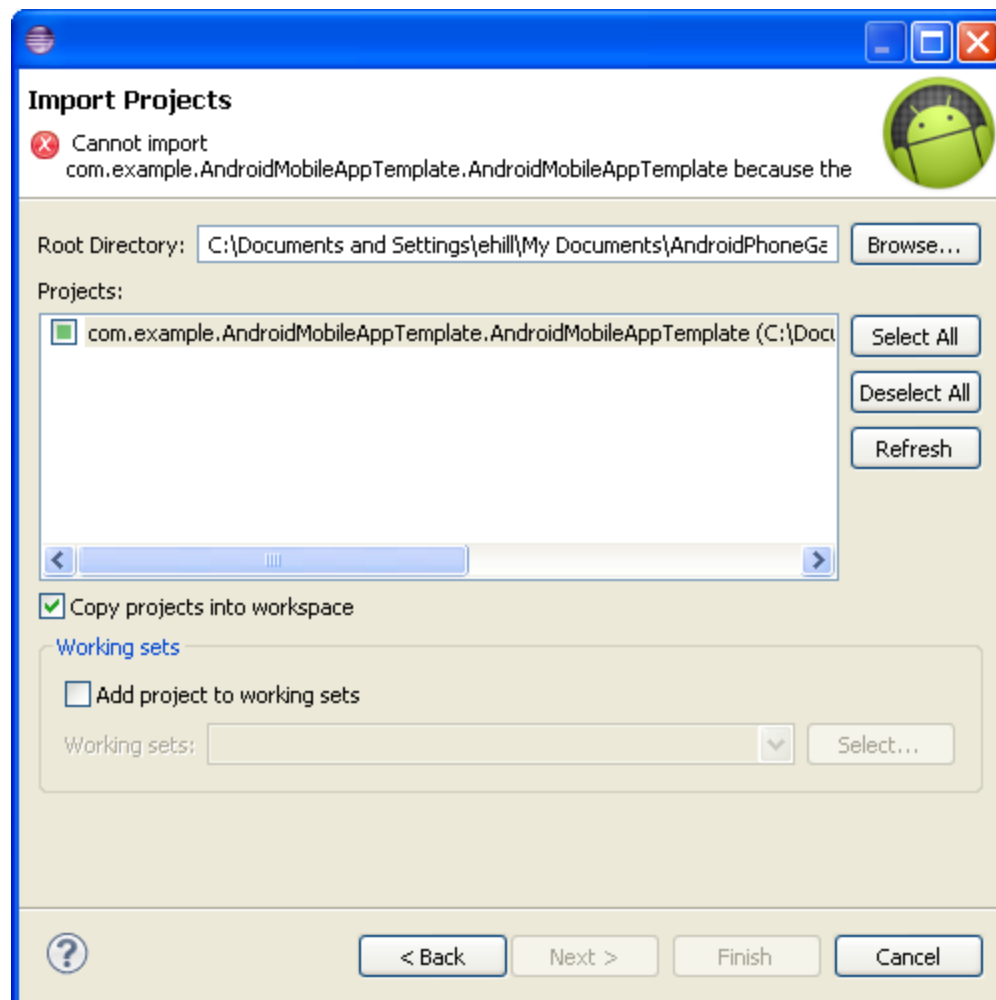 Import Projects
Cannot import
com.example.AndroidMobileAppTemplate.AndroidMobileAppTemplate because the
Root Directory: C:\Documents and Settings\ehill\My Documents\AndroidPhoneGa Browse...
Projects:
com.example.AndroidMobileAppTemplate.AndroidMobileAppTemplate (C:\Docu
Select All
Deselect All
Refresh
Copy projects into workspace
Working sets
Add project to working sets
Working sets: Select...
? < Back Next > Finish Cancel